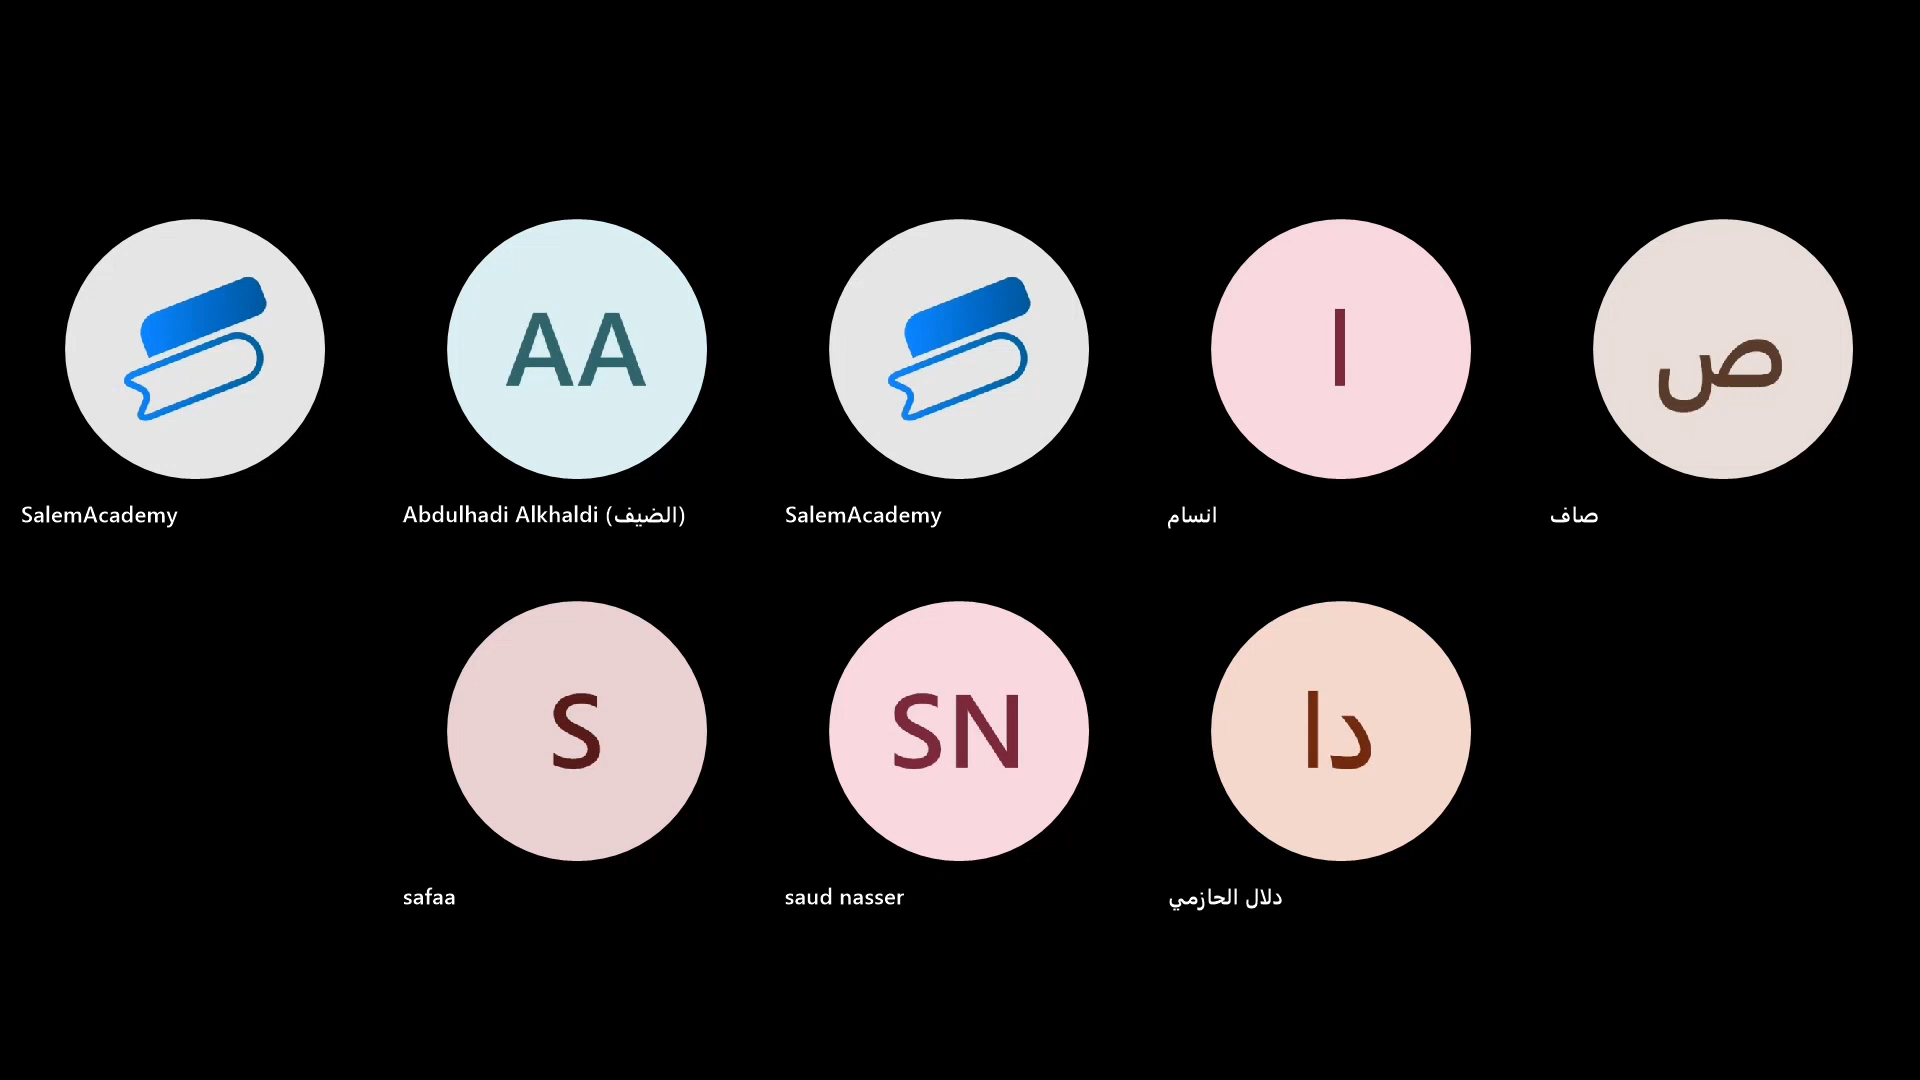 AA
ا
ص
SalemAcademy
Abdulhadi Alkhaldi (الضيف)
SalemAcademy
انسام
صاف
S
SN
دا
safaa
saud nasser
دلال الحازمي